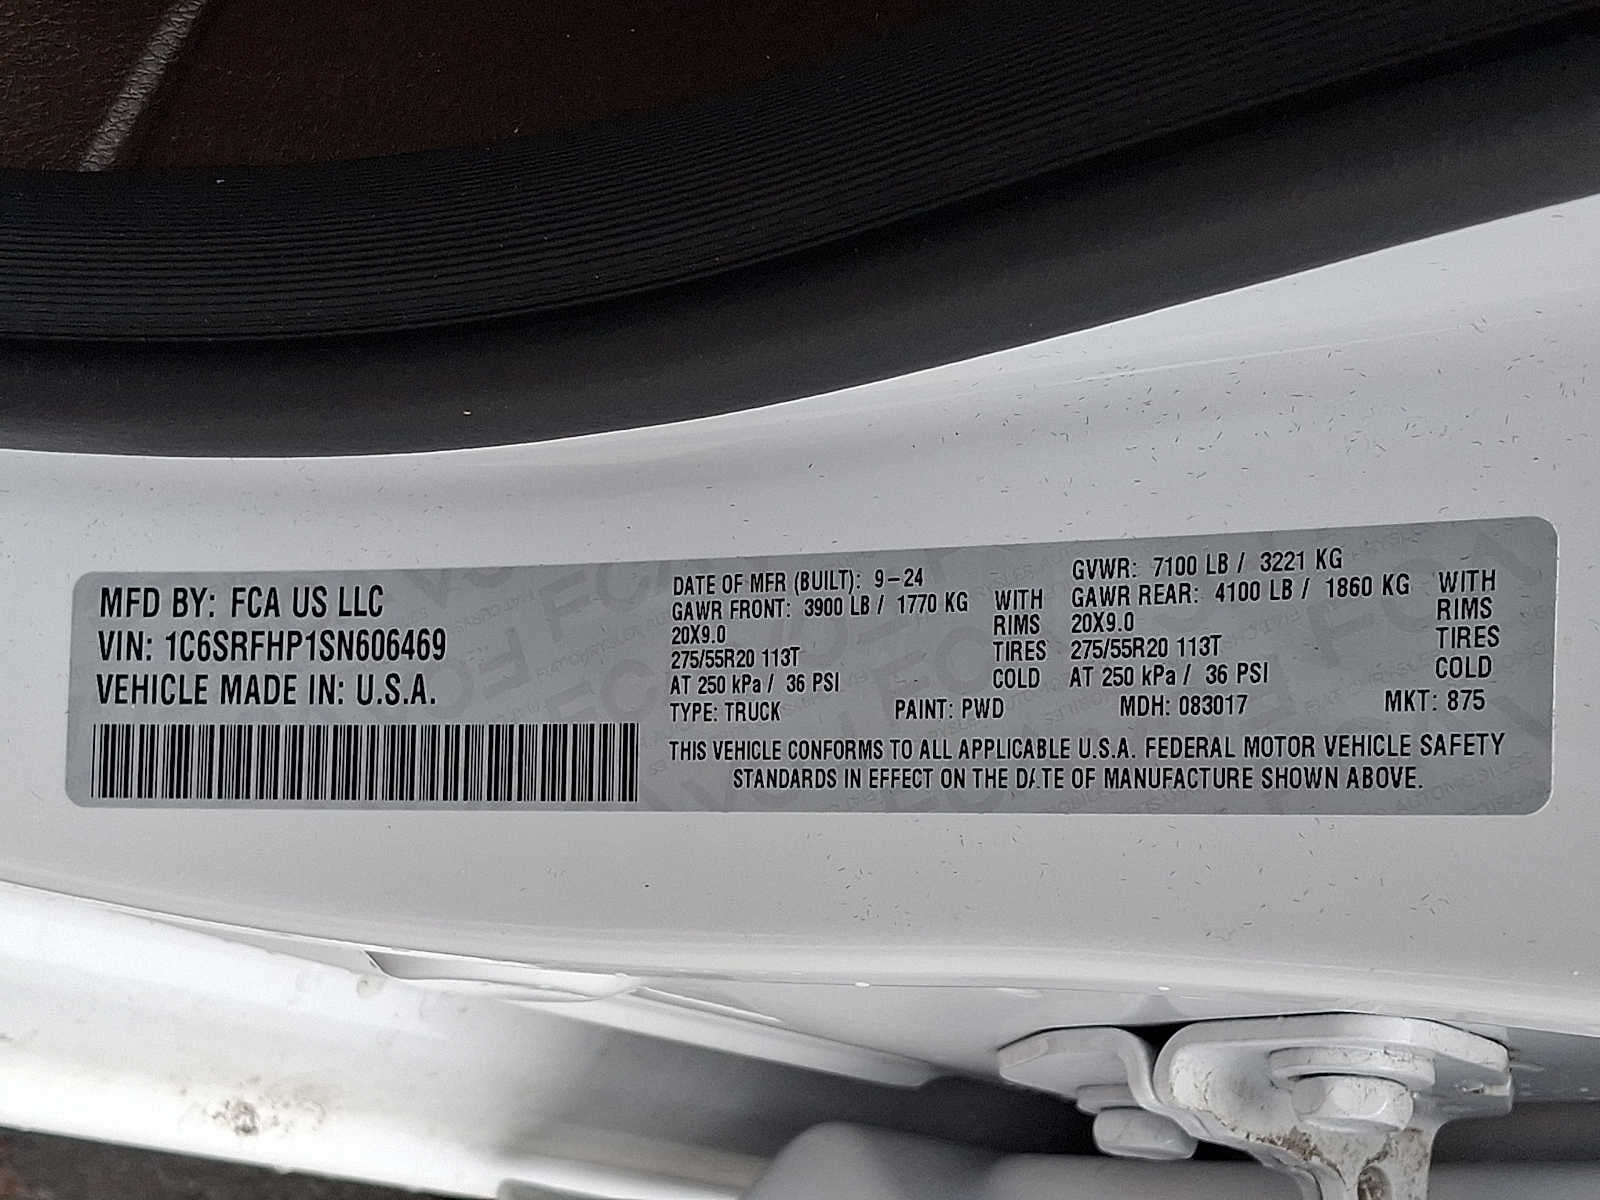 MFD BY: FCA US LLC
VIN: 1C6SRFHP1SN606469
VEHICLE MADE IN: U.S.A.
DATE OF MFR (BUILT): 9-24
GAWR FRONT: 3900 LB / 1770 KG WITH
20X9.0 RIMS
275/55R20 113T TIRES
AT 250 kPa / 36 PSI COLD
GVWR: 7100 LB / 3221 KG
GAWR REAR: 4100 LB / 1860 KG WITH
20X9.0 RIMS
275/55R20 113T TIRES
AT 250 kPa / 36 PSI COLD
TYPE: TRUCK PAINT: PWD MDH: 083017 MKT: 875
THIS VEHICLE CONFORMS TO ALL APPLICABLE U.S.A. FEDERAL MOTOR VEHICLE SAFETY
STANDARDS IN EFFECT ON THE DATE OF MANUFACTURE SHOWN ABOVE.